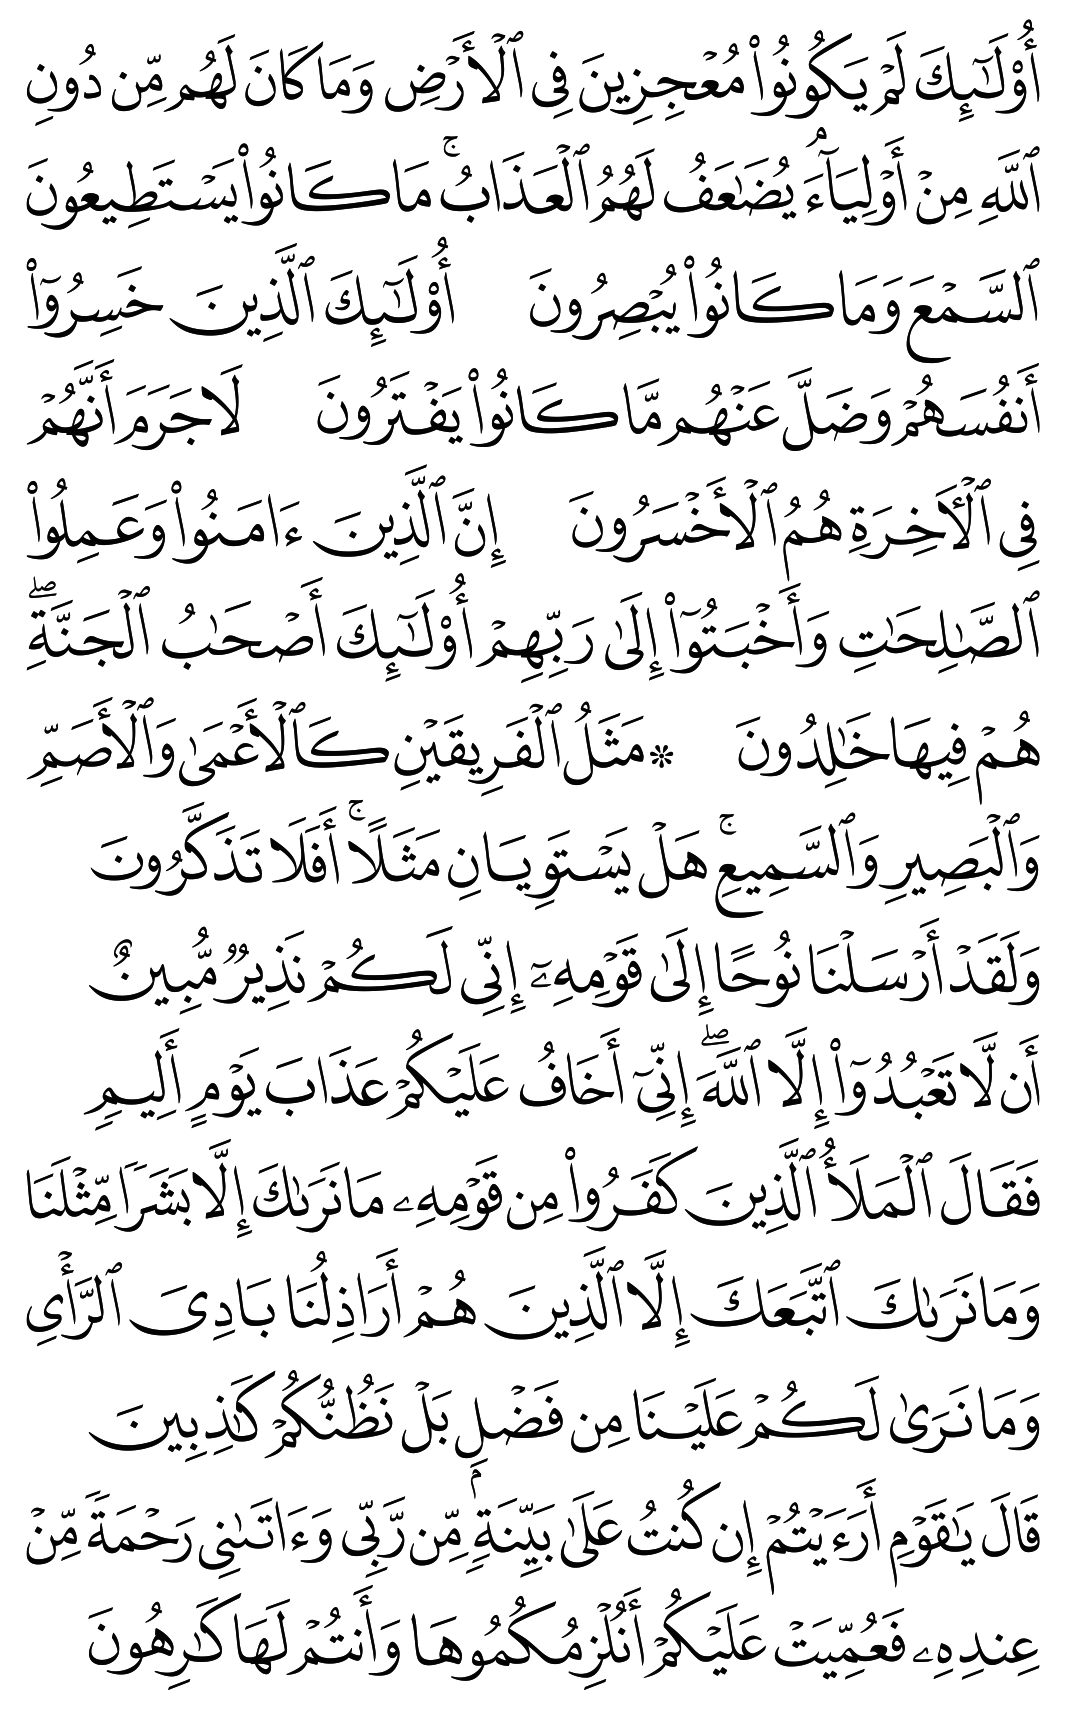 أُوْلَٰٓئِكَ لَمْ يَكُونُوا۟ مُعْجِزِينَ فِى ٱلْأَرْضِ وَمَا كَانَ لَهُم مِّن دُونِ
ٱللَّهِ مِنْ أَوْلِيَآءَۘ يُضَٰعَفُ لَهُمُ ٱلْعَذَابُۚ مَا كَانُوا۟ يَسْتَطِيعُونَ
ٱلسَّمْعَ وَمَا كَانُوا۟ يُبْصِرُونَ أُوْلَٰٓئِكَ ٱلَّذِينَ خَسِرُوٓا۟
أَنفُسَهُمْ وَضَلَّ عَنْهُم مَّا كَانُوا۟ يَفْتَرُونَ لَا جَرَمَ أَنَّهُمْ
فِى ٱلْـَٔاخِرَةِ هُمُ ٱلْأَخْسَرُونَ إِنَّ ٱلَّذِينَ ءَامَنُوا۟ وَعَمِلُوا۟
ٱلصَّٰلِحَٰتِ وَأَخْبَتُوٓا۟ إِلَىٰ رَبِّهِمْ أُوْلَٰٓئِكَ أَصْحَٰبُ ٱلْجَنَّةِۖ
هُمْ فِيهَا خَٰلِدُونَ ۞ مَثَلُ ٱلْفَرِيقَيْنِ كَٱلْأَعْمَىٰ وَٱلْأَصَمِّ
وَٱلْبَصِيرِ وَٱلسَّمِيعِۚ هَلْ يَسْتَوِيَانِ مَثَلًاۚ أَفَلَا تَذَكَّرُونَ
وَلَقَدْ أَرْسَلْنَا نُوحًا إِلَىٰ قَوْمِهِۦٓ إِنِّى لَكُمْ نَذِيرٌ مُّبِينٌ
أَن لَّا تَعْبُدُوٓا۟ إِلَّا ٱللَّهَۖ إِنِّىٓ أَخَافُ عَلَيْكُمْ عَذَابَ يَوْمٍ أَلِيمٍ
فَقَالَ ٱلْمَلَأُ ٱلَّذِينَ كَفَرُوا۟ مِن قَوْمِهِۦ مَا نَرَىٰكَ إِلَّا بَشَرًا مِّثْلَنَا
وَمَا نَرَىٰكَ ٱتَّبَعَكَ إِلَّا ٱلَّذِينَ هُمْ أَرَاذِلُنَا بَادِىَ ٱلرَّأْىِ
وَمَا نَرَىٰ لَكُمْ عَلَيْنَا مِن فَضْلٍۭ بَلْ نَظُنُّكُمْ كَٰذِبِينَ
قَالَ يَٰقَوْمِ أَرَءَيْتُمْ إِن كُنتُ عَلَىٰ بَيِّنَةٍ مِّن رَّبِّى وَءَاتَىٰنِى رَحْمَةً مِّنْ
عِندِهِۦ فَعُمِّيَتْ عَلَيْكُمْ أَنُلْزِمُكُمُوهَا وَأَنتُمْ لَهَا كَٰرِهُونَ